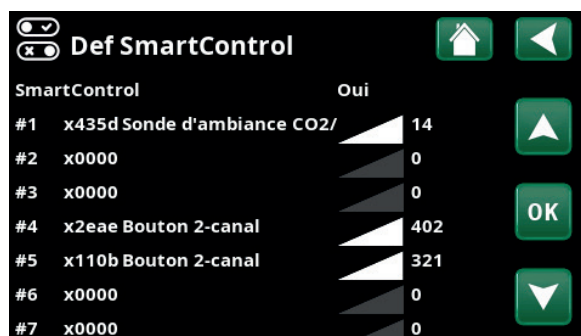 Def SmartControl
SmartControl Oui
#1 x435d Sonde d'ambiance CO2/ 14
#2 x0000 0
#3 x0000 0
#4 x2eae Bouton 2-canal 402
OK
#5 x110b Bouton 2-canal 321
#6 x0000 0
#7 x0000 0